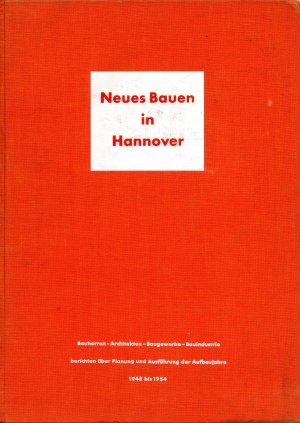 Neues Bauen
in
Hannover
Bauherren – Architekten – Baugewerbe – Bauindustrie
berichten über Planung und Ausführung der Aufbaujahre
1948 bis 1954